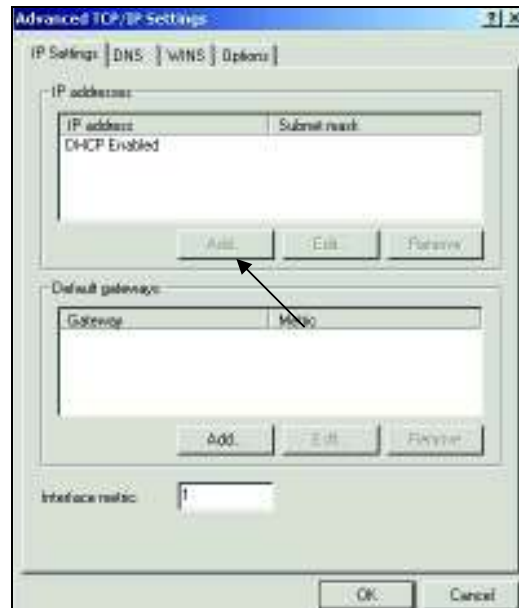 Advanced TCP/IP Settings ? X
IP Settings DNS WINS Options
IP addresses:
IP address Subnet mask
DHCP Enabled
Add... Edit... Remove
Default gateways:
Gateway Metric
Add... Edit... Remove
Interface metric: 1
OK Cancel